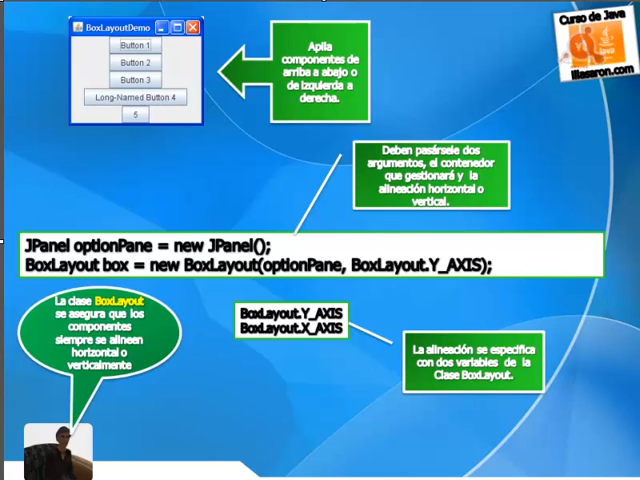 BoxLayoutDemo
Button 1
Button 2
Button 3
Long-Named Button 4
5
Apila
componentes de
arriba a abajo o
de izquierda a
derecha.
Curso de Java
Java
illasaron.com
Deben pasársele dos
argumentos, el contenedor
que gestionará y la
alineación horizontal o
vertical.
JPanel optionPane = new JPanel();
BoxLayout box = new BoxLayout(optionPane, BoxLayout.Y_AXIS);
La clase BoxLayout
se asegura que los
componentes
siempre se alineen
horizontal o
verticalmente
BoxLayout.Y_AXIS
BoxLayout.X_AXIS
La alineación se especifica
con dos variables de la
Clase BoxLayout.